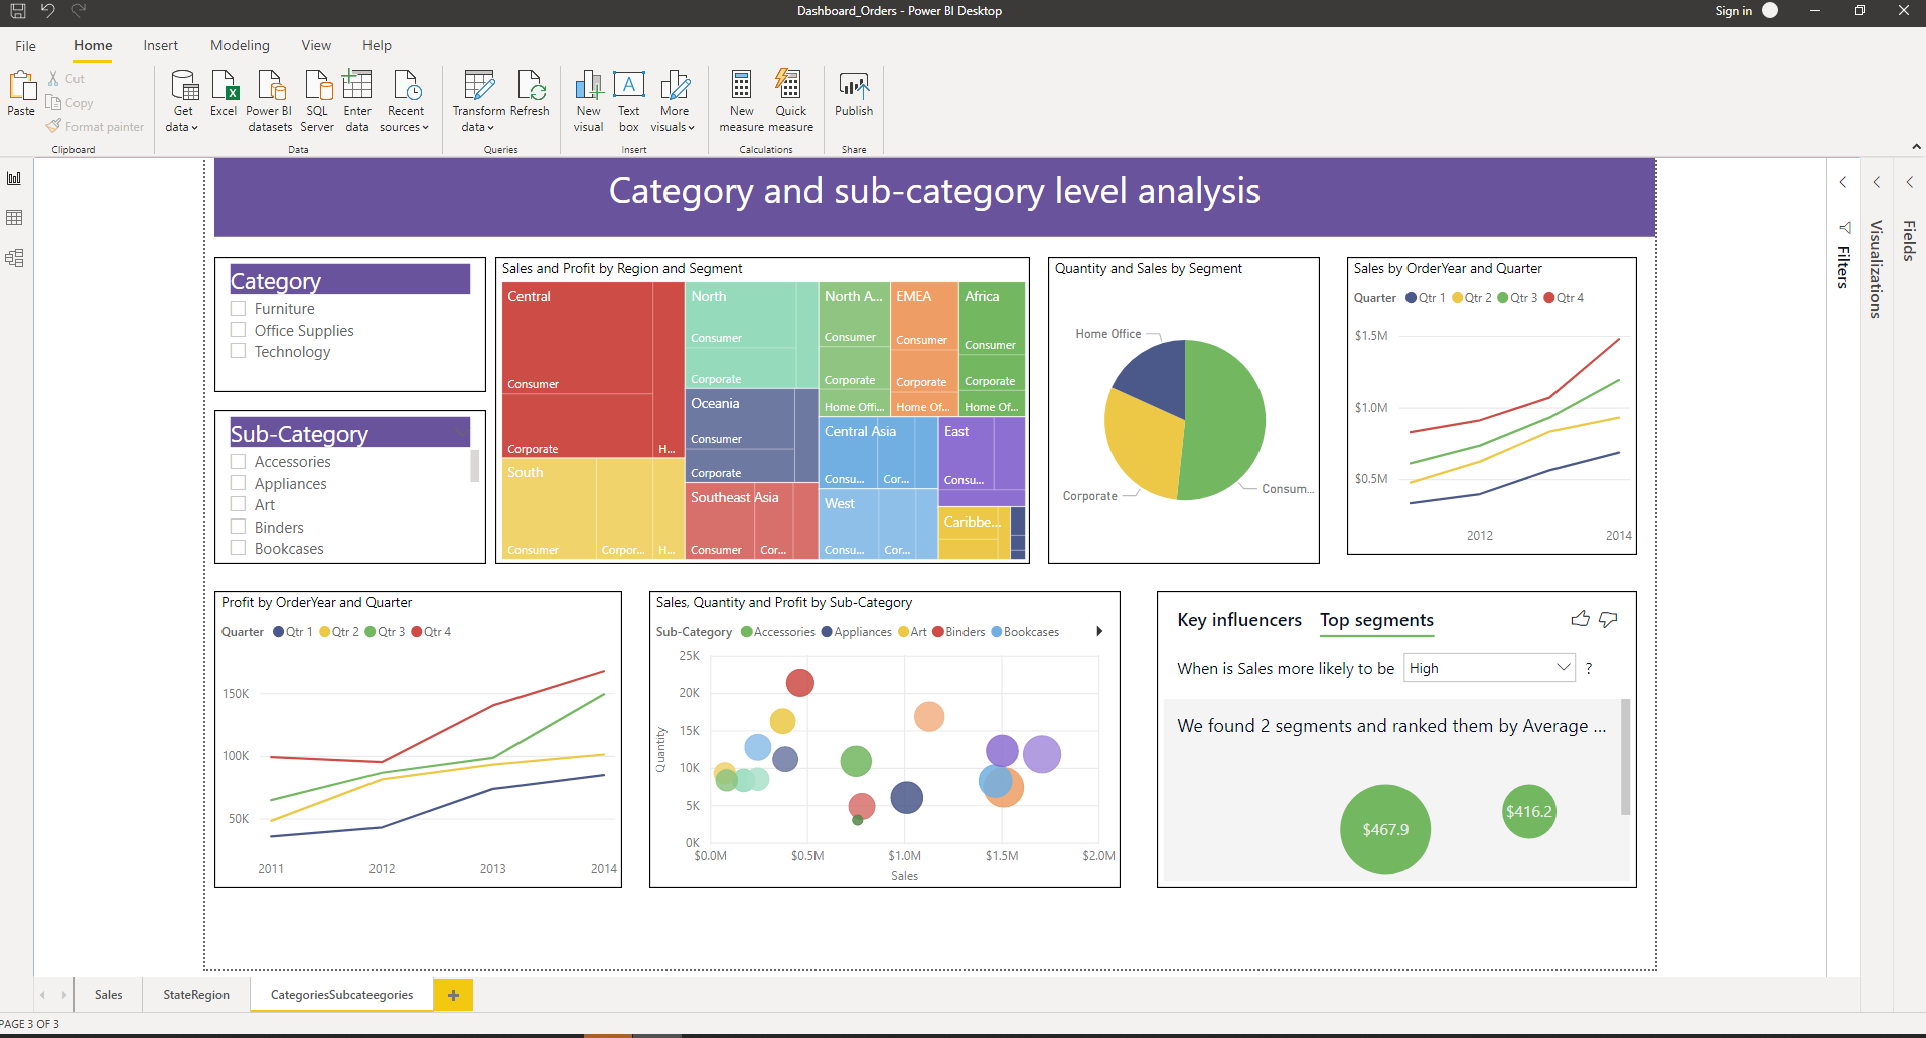 Dashboard_Orders - Power BI Desktop
Sign in
File Home Insert Modeling View Help
Paste
Cut
Copy
Format painter
Clipboard
Get data
Excel
Power BI datasets
SQL Server
Enter data
Recent sources
Data
Transform data
Refresh
Queries
New visual
Text box
More visuals
Insert
New measure
Quick measure
Calculations
Publish
Share
Category and sub-category level analysis
Filters
Visualizations
Fields
Category
Furniture
Office Supplies
Technology
Sub-Category
Accessories
Appliances
Art
Binders
Bookcases
Sales and Profit by Region and Segment
Central
Consumer
Corporate
H...
South
Consumer
Corpor...
H...
North
Consumer
Corporate
Oceania
Consumer
Corporate
Southeast Asia
Consumer
Cor...
North A...
Consumer
Corporate
Home Offi...
EMEA
Consumer
Corporate
Home Of...
Africa
Consumer
Corporate
Home Of...
Central Asia
Consu...
Cor...
East
Consu...
West
Consu...
Cor...
Caribbe...
Quantity and Sales by Segment
Home Office
Corporate
Consum...
Sales by OrderYear and Quarter
Quarter Qtr 1 Qtr 2 Qtr 3 Qtr 4
$1.5M
$1.0M
$0.5M
2012 2014
Profit by OrderYear and Quarter
Quarter Qtr 1 Qtr 2 Qtr 3 Qtr 4
150K
100K
50K
2011 2012 2013 2014
Sales, Quantity and Profit by Sub-Category
Sub-Category Accessories Appliances Art Binders Bookcases
25K
20K
15K
10K
5K
0K
Quantity
$0.0M $0.5M $1.0M $1.5M $2.0M
Sales
Key influencers Top segments
When is Sales more likely to be High ?
We found 2 segments and ranked them by Average ...
$467.9
$416.2
Sales StateRegion CategoriesSubcateegories +
PAGE 3 OF 3